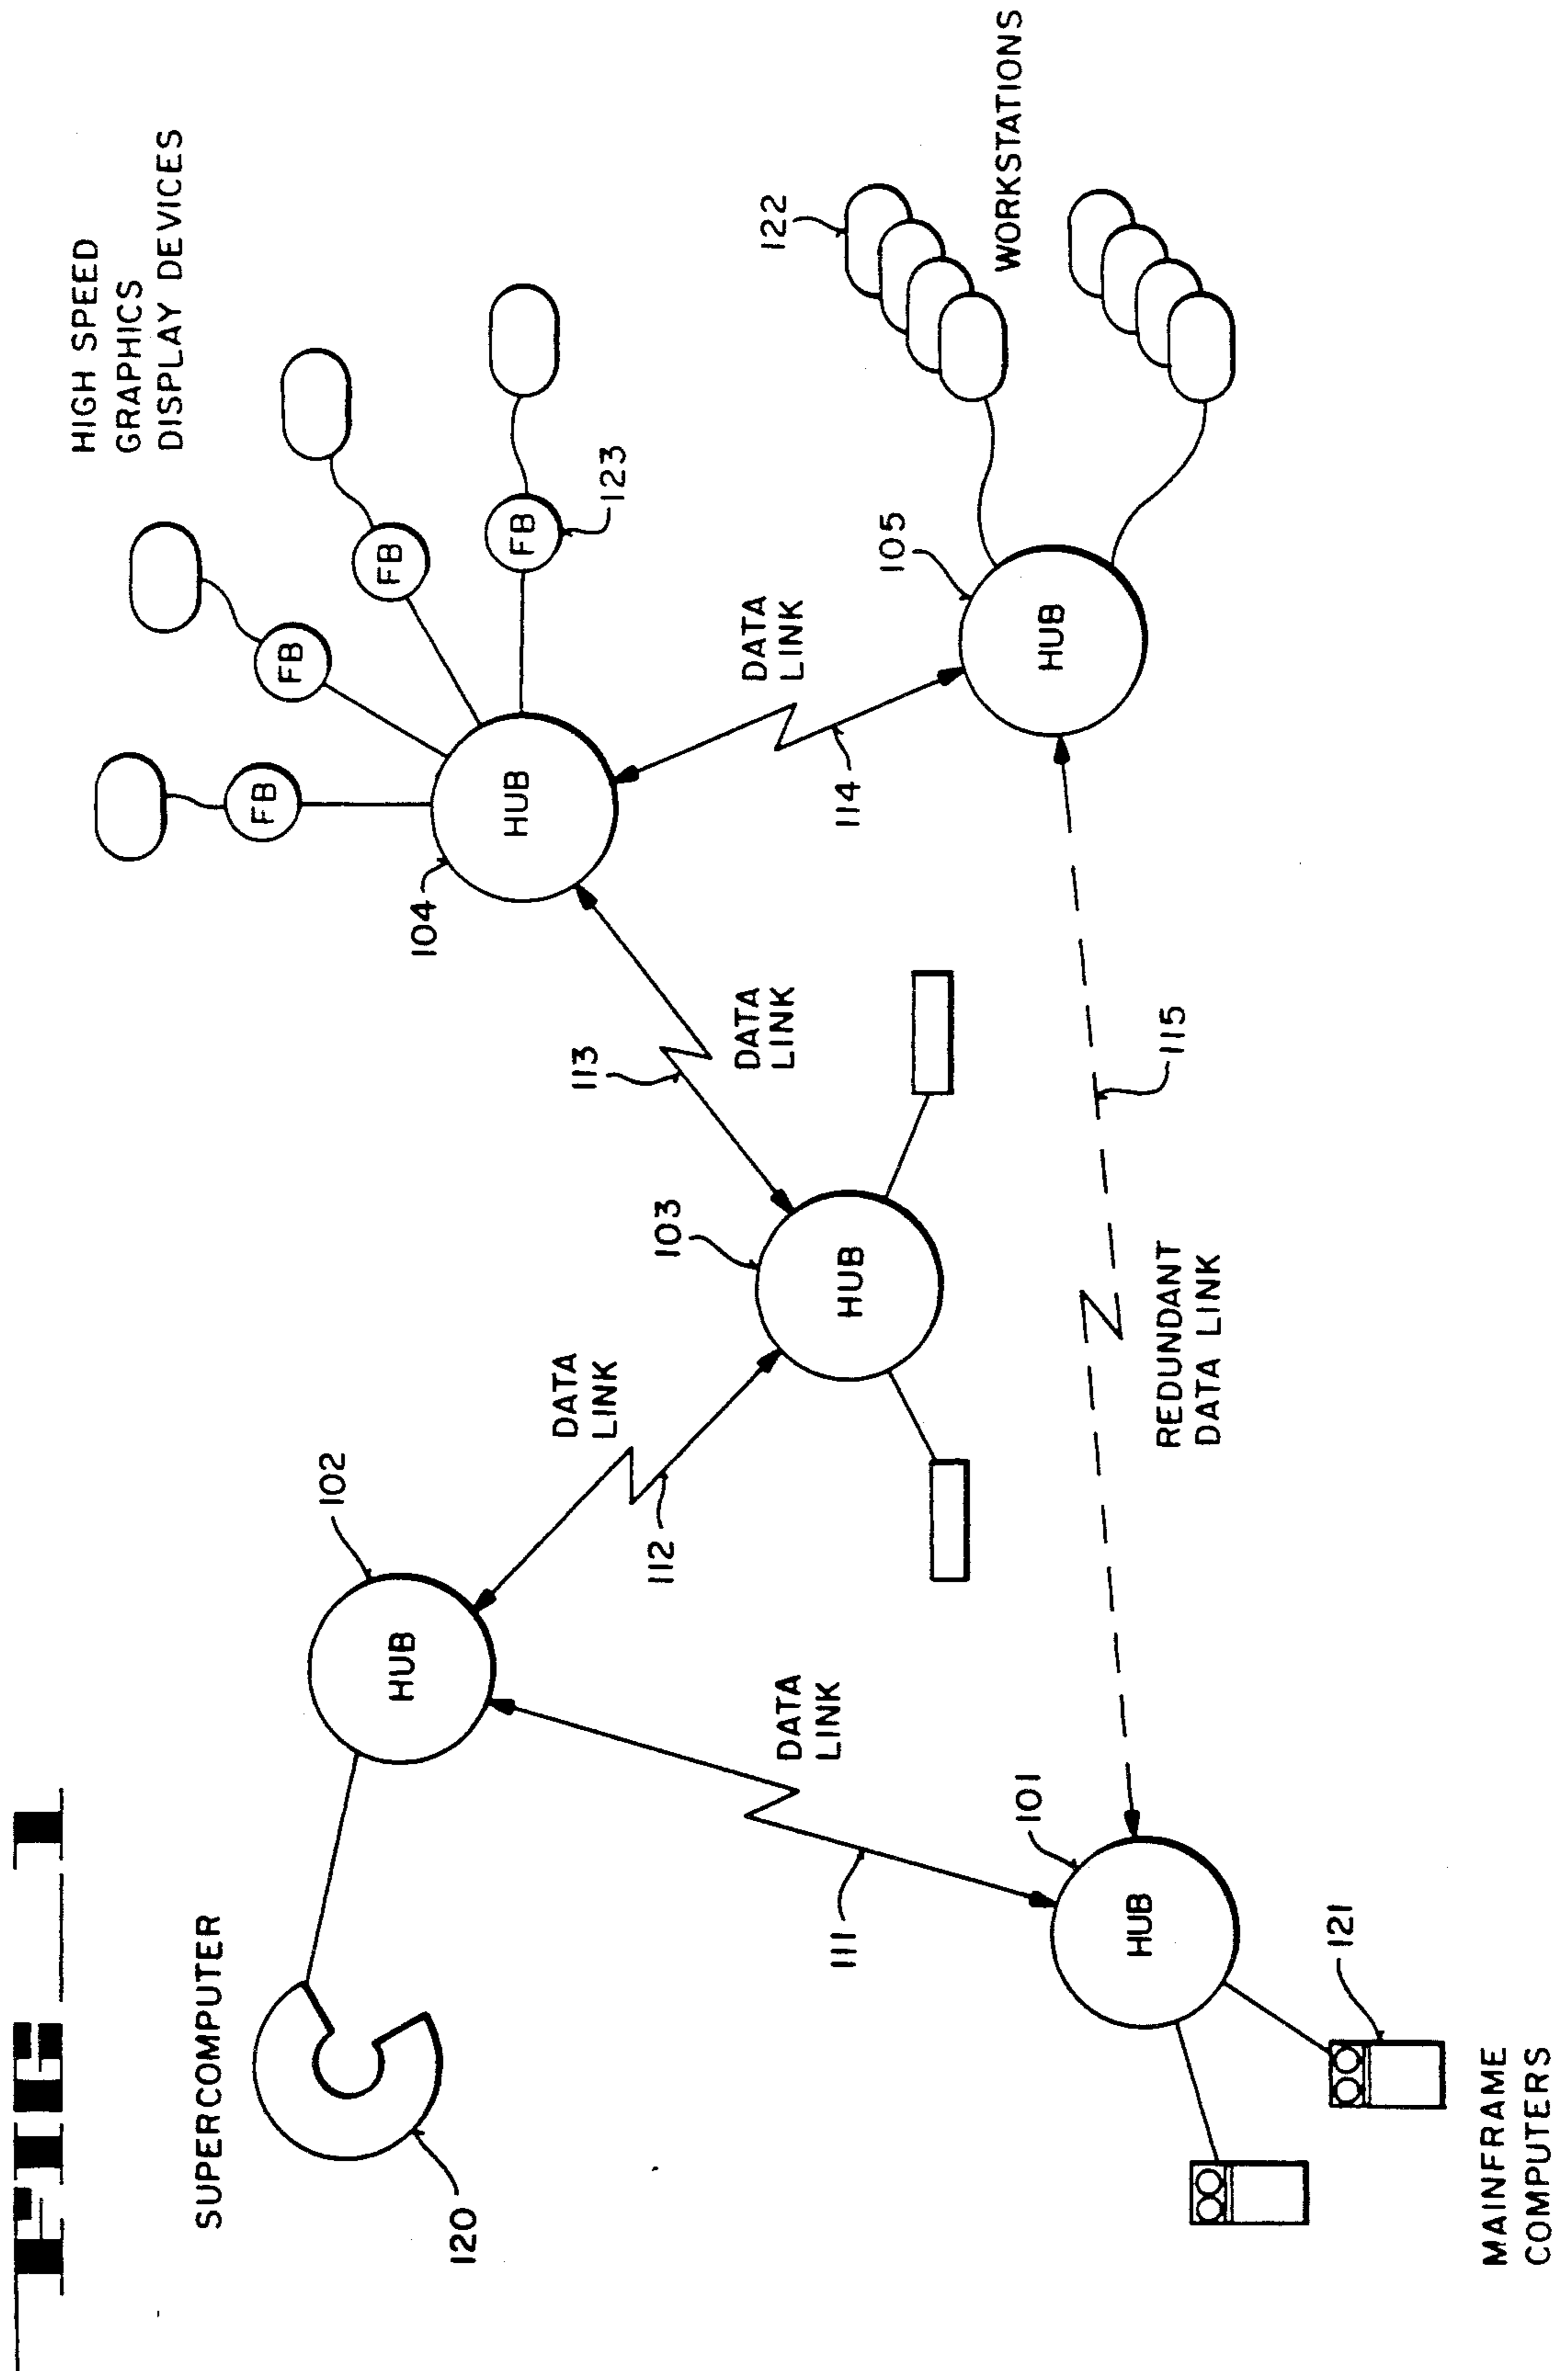 FIG. 1
SUPERCOMPUTER
120
102
HUB
DATA
LINK
112
111
DATA
LINK
101
HUB
121
MAINFRAME
COMPUTERS
103
HUB
113
DATA
LINK
REDUNDANT
DATA LINK
115
HIGH SPEED
GRAPHICS
DISPLAY DEVICES
FB
FB
FB
FB
123
104
HUB
DATA
LINK
114
105
HUB
122
WORKSTATIONS